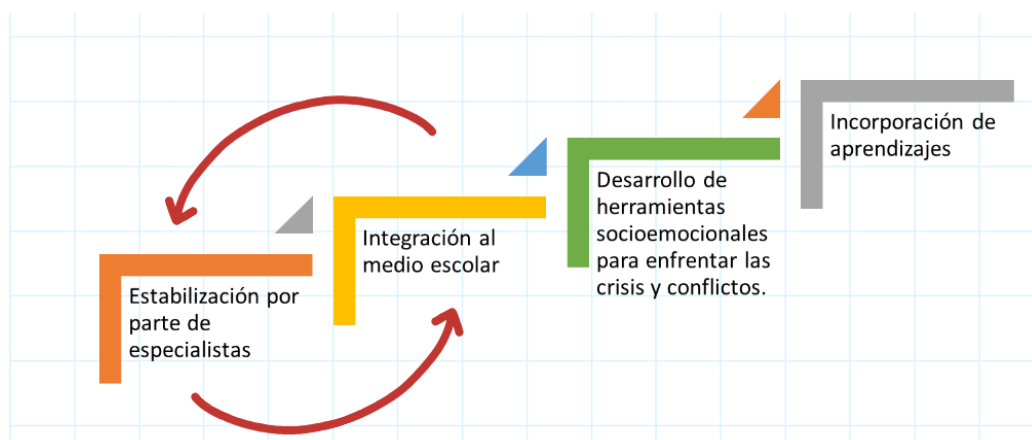 Estabilización por
parte de
especialistas
Integración al
medio escolar
Desarrollo de
herramientas
socioemocionales
para enfrentar las
crisis y conflictos.
Incorporación de
aprendizajes